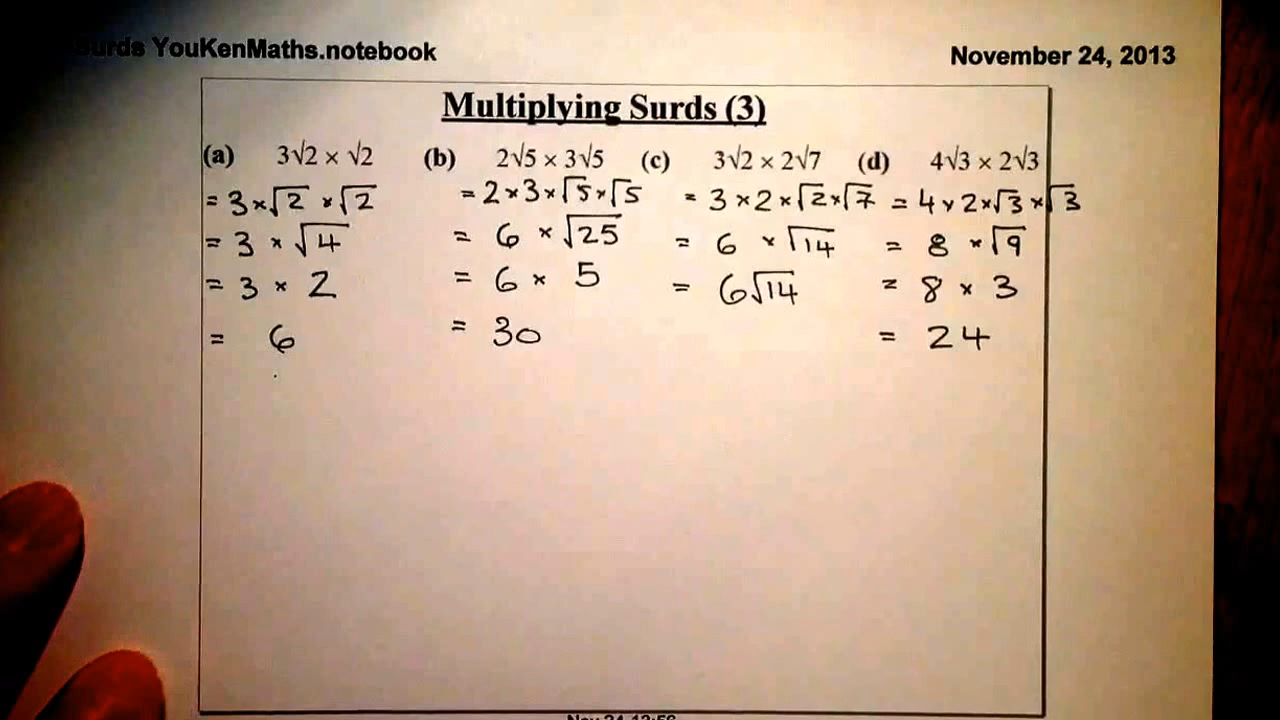 Surds YouKenMaths.notebook
November 24, 2013
Multiplying Surds (3)
(a) 3√2 × √2
= 3 × √2 × √2
= 3 × √4
= 3 × 2
= 6
(b) 2√5 × 3√5
= 2 × 3 × √5 × √5
= 6 × √25
= 6 × 5
= 30
(c) 3√2 × 2√7
= 3 × 2 × √2 × √7
= 6 × √14
= 6√14
(d) 4√3 × 2√3
= 4 × 2 × √3 × √3
= 8 × √9
= 8 × 3
= 24